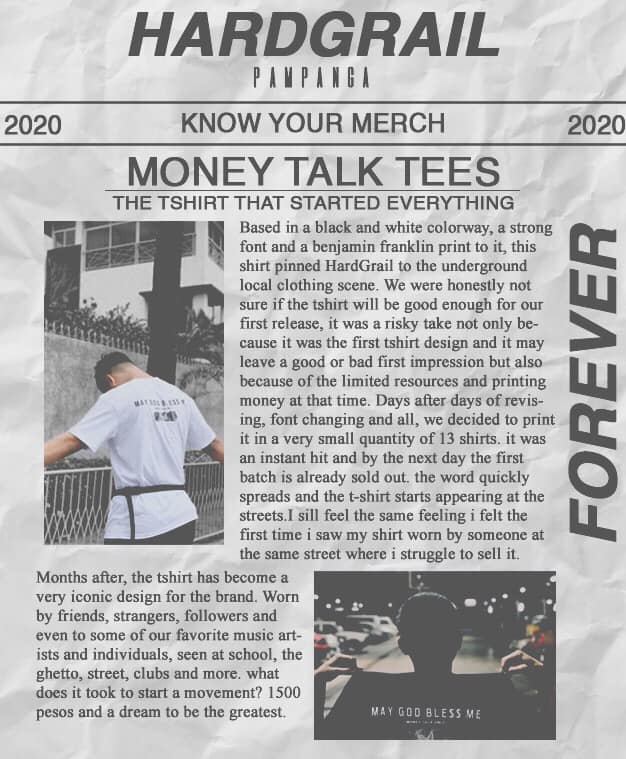 HARDGRAIL
PAMPANGA
2020
KNOW YOUR MERCH
2020
MONEY TALK TEES
THE TSHIRT THAT STARTED EVERYTHING
Based in a black and white colorway, a strong
font and a benjamin franklin print to it, this
shirt pinned HardGrail to the underground
local clothing scene. We were honestly not
sure if the tshirt will be good enough for our
first release, it was a risky take not only be-
cause it was the first tshirt design and it may
leave a good or bad first impression but also
because of the limited resources and printing
money at that time. Days after days of revis-
ing, font changing and all, we decided to print
it in a very small quantity of 13 shirts. it was
an instant hit and by the next day the first
batch is already sold out. the word quickly
spreads and the t-shirt starts appearing at the
streets.I sill feel the same feeling i felt the
first time i saw my shirt worn by someone at
the same street where i struggle to sell it.
FOREVER
MAY GOD BLESS ME
Months after, the tshirt has become a
very iconic design for the brand. Worn
by friends, strangers, followers and
even to some of our favorite music art-
ists and individuals, seen at school, the
ghetto, street, clubs and more. what
does it took to start a movement? 1500
pesos and a dream to be the greatest.
MAY GOD BLESS ME